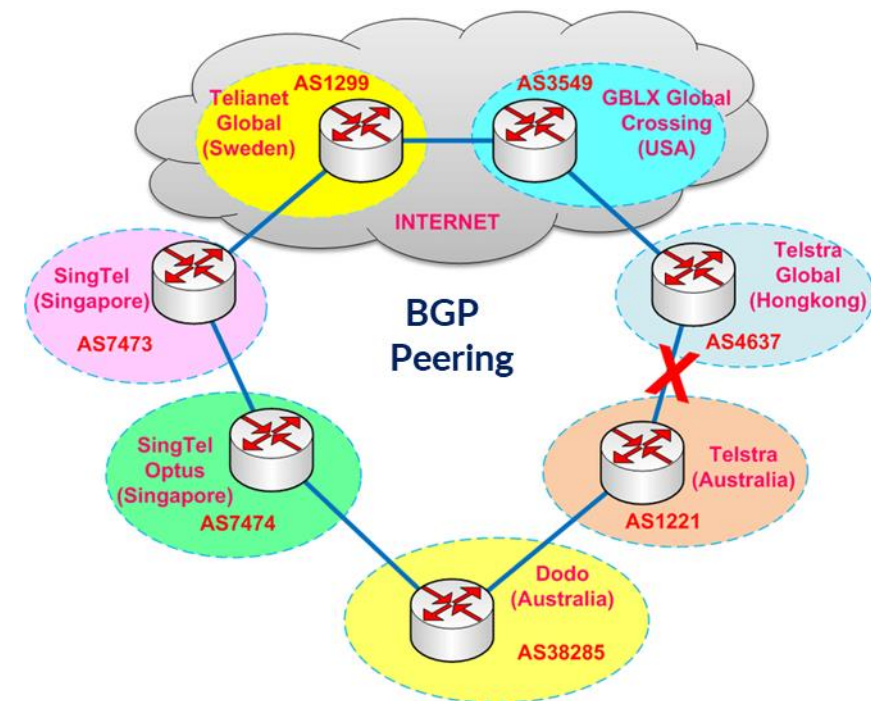 AS1299
AS3549
Telianet
Global
(Sweden)
GBLX Global
Crossing
(USA)
INTERNET
SingTel
(Singapore)
AS7473
BGP
Peering
Telstra
Global
(Hongkong)
AS4637
X
SingTel
Optus
(Singapore)
AS7474
Telstra
(Australia)
AS1221
Dodo
(Australia)
AS38285